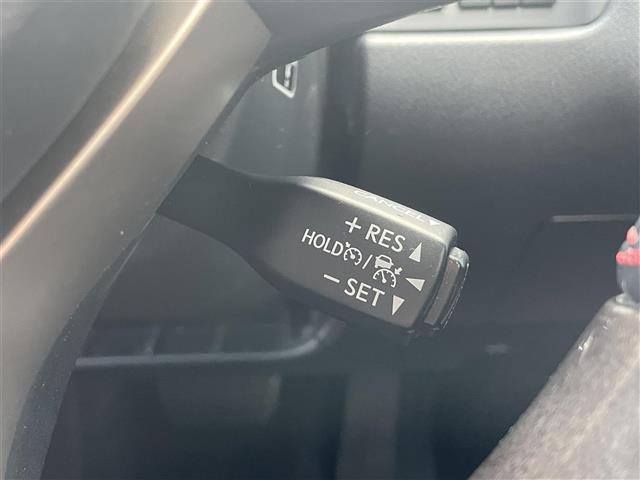 CANCEL
+ RES
HOLD /
− SET